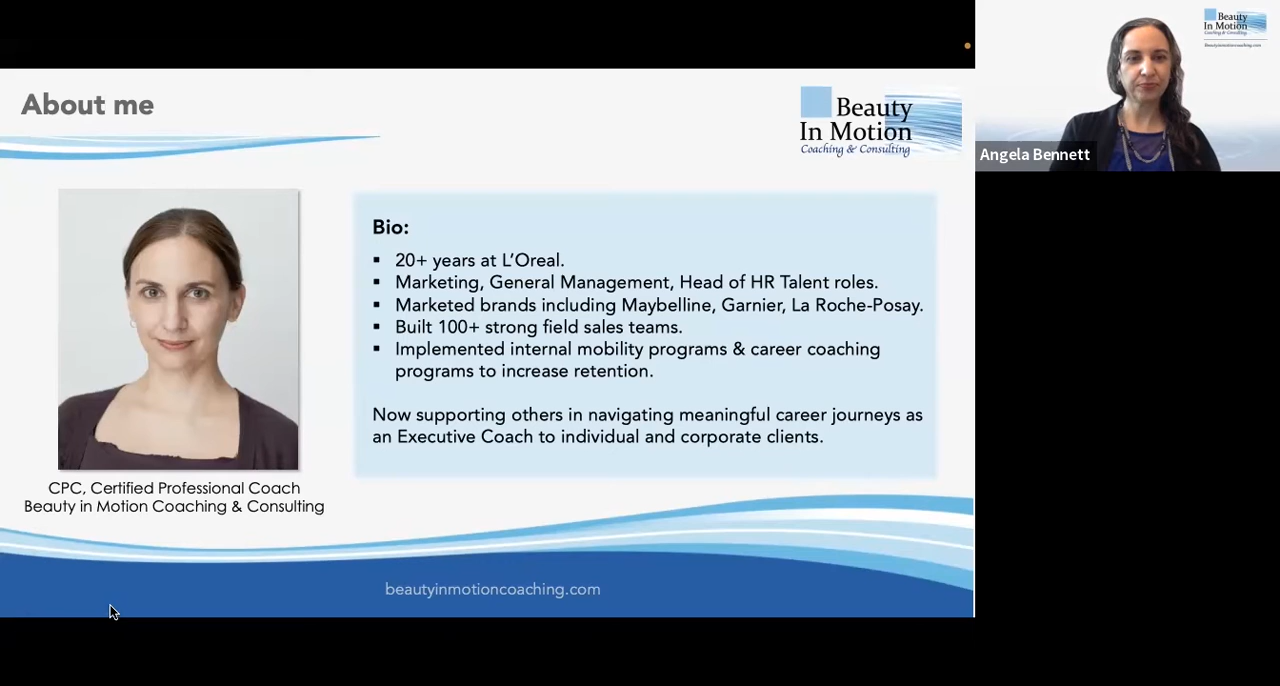 About me
Beauty
In Motion
Coaching & Consulting
Bio:
▪ 20+ years at L'Oreal.
▪ Marketing, General Management, Head of HR Talent roles.
▪ Marketed brands including Maybelline, Garnier, La Roche-Posay.
▪ Built 100+ strong field sales teams.
▪ Implemented internal mobility programs & career coaching
programs to increase retention.
Now supporting others in navigating meaningful career journeys as
an Executive Coach to individual and corporate clients.
CPC, Certified Professional Coach
Beauty in Motion Coaching & Consulting
beautyinmotioncoaching.com
Beauty
In Motion
Coaching & Consulting
Beautyinmotioncoaching.com
Angela Bennett